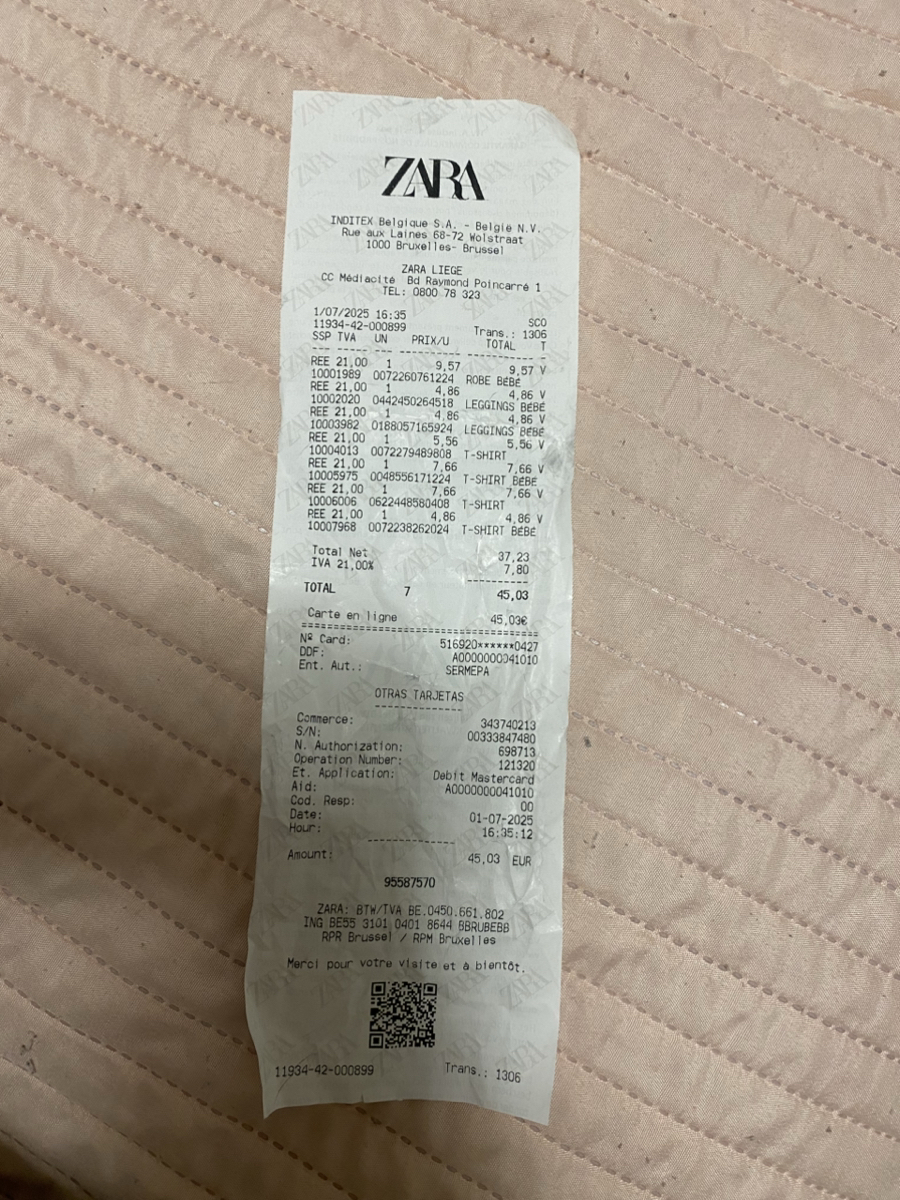 ZARA
INDITEX Belgique S.A. - Belgie N.V.
Rue aux Laines 68-72 Wolstraat
1000 Bruxelles- Brussel
ZARA LIEGE
CC Médiacité Bd Raymond Poincarré 1
TEL: 0800 78 323
1/07/2025 16:35 SCO
11934-42-000899 Trans.: 1306
SSP TVA UN PRIX/U TOTAL T
REE 21,00 1 9,57 9,57 V
10001989 0072260761224 ROBE BÉBÉ
REE 21,00 1 4,86 4,86 V
10002020 0442450264518 LEGGINGS BÉBÉ
REE 21,00 1 4,86 4,86 V
10003982 0188057165924 LEGGINGS BÉBÉ
REE 21,00 1 5,56 5,56 V
10004013 0072279489808 T-SHIRT
REE 21,00 1 7,66 7,66 V
10005975 0048556171224 T-SHIRT BÉBÉ
REE 21,00 1 7,66 7,66 V
10006006 0622448580408 T-SHIRT
REE 21,00 1 4,86 4,86 V
10007968 0072238262024 T-SHIRT BÉBÉ
Total Net 37,23
IVA 21,00% 7,80
TOTAL 7 45,03
Carte en ligne 45,03€
Nº Card: 516920******0427
DDF: A0000000041010
Ent. Aut.: SERMEPA
OTRAS TARJETAS
Commerce: 343740213
S/N: 00333847480
N. Authorization: 698713
Operation Number: 121320
Et. Application: Debit Mastercard
Aid: A0000000041010
Cod. Resp: 00
Date: 01-07-2025
Hour: 16:35:12
Amount: 45,03 EUR
95587570
ZARA: BTW/TVA BE.0450.661.802
ING BE55 3101 0401 8644 BBRUBEBB
RPR Brussel / RPM Bruxelles
Merci pour votre visite et à bientôt.
11934-42-000899 Trans.: 1306